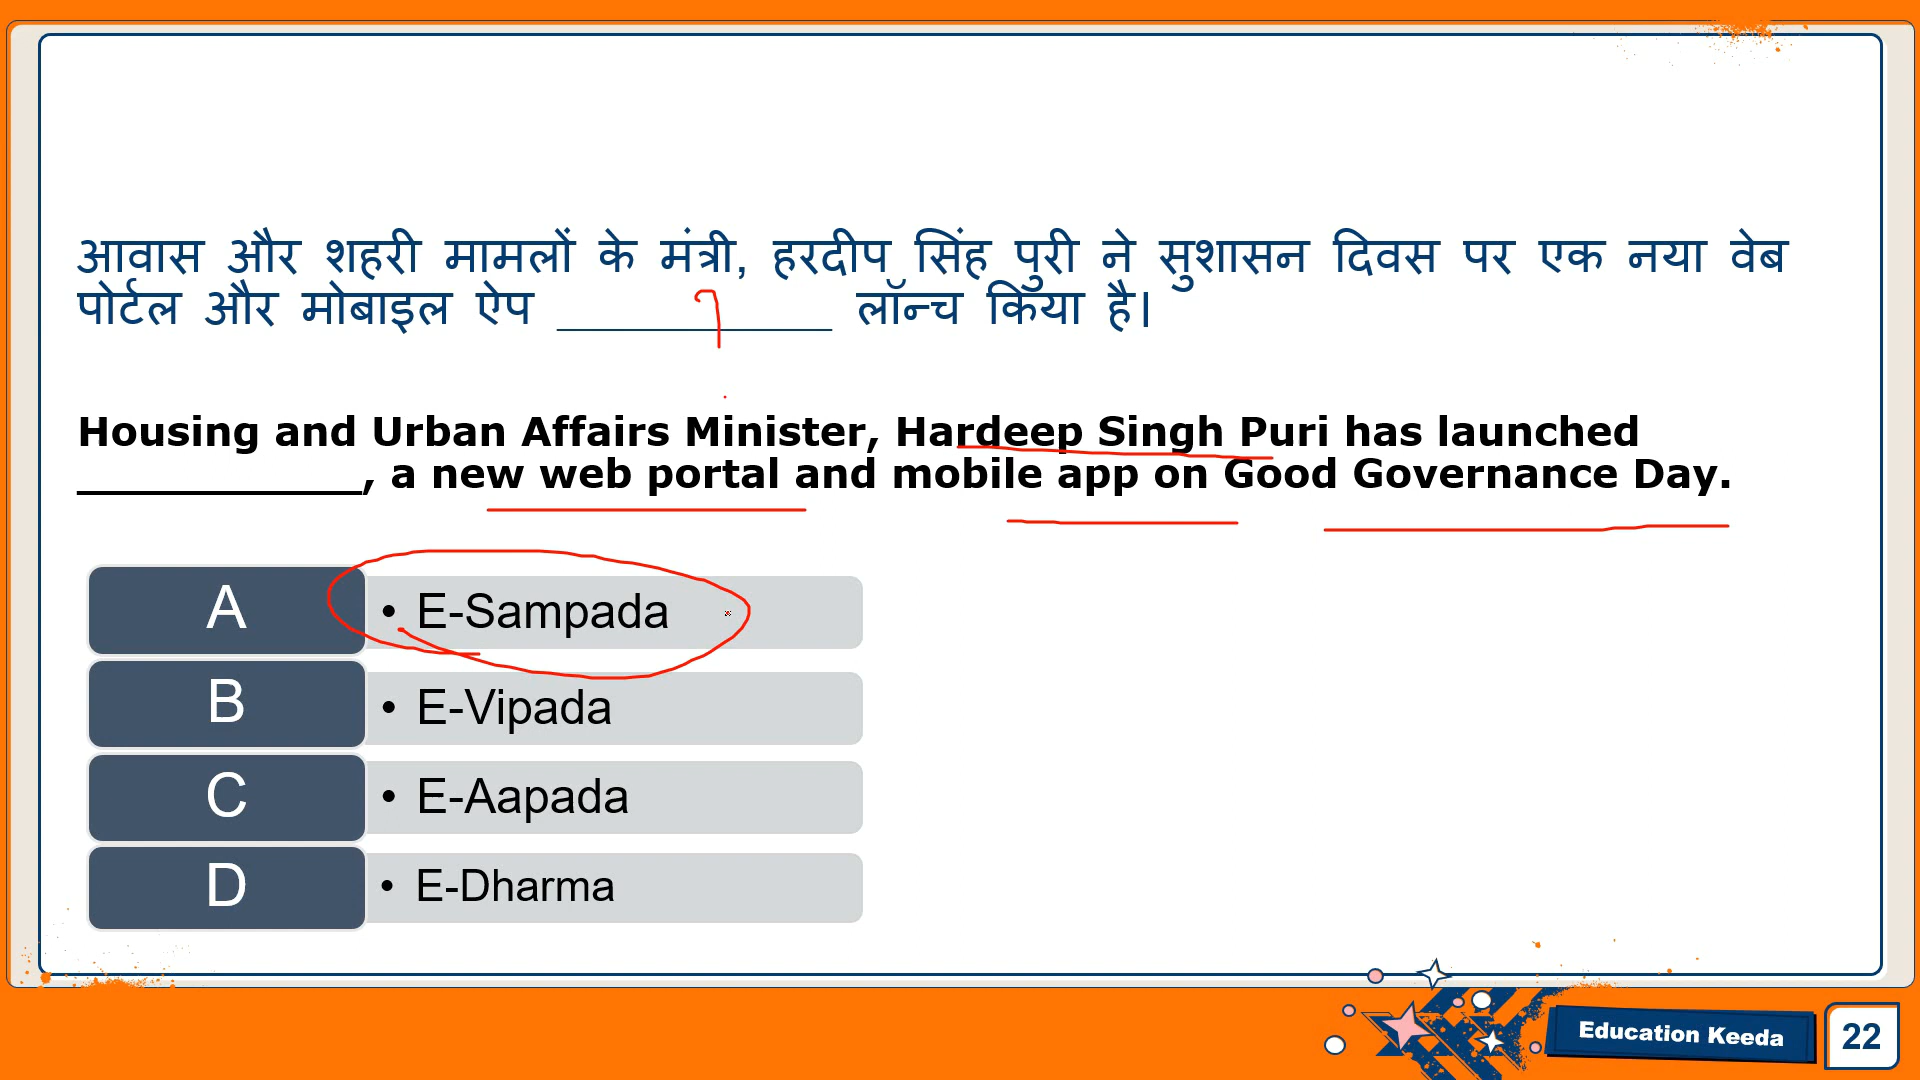 आवास और शहरी मामलों के मंत्री, हरदीप सिंह पुरी ने सुशासन दिवस पर एक नया वेब
पोर्टल और मोबाइल ऐप ____________ लॉन्च किया है।
Housing and Urban Affairs Minister, Hardeep Singh Puri has launched
____________, a new web portal and mobile app on Good Governance Day.
A • E-Sampada
B • E-Vipada
C • E-Aapada
D • E-Dharma
Education Keeda 22